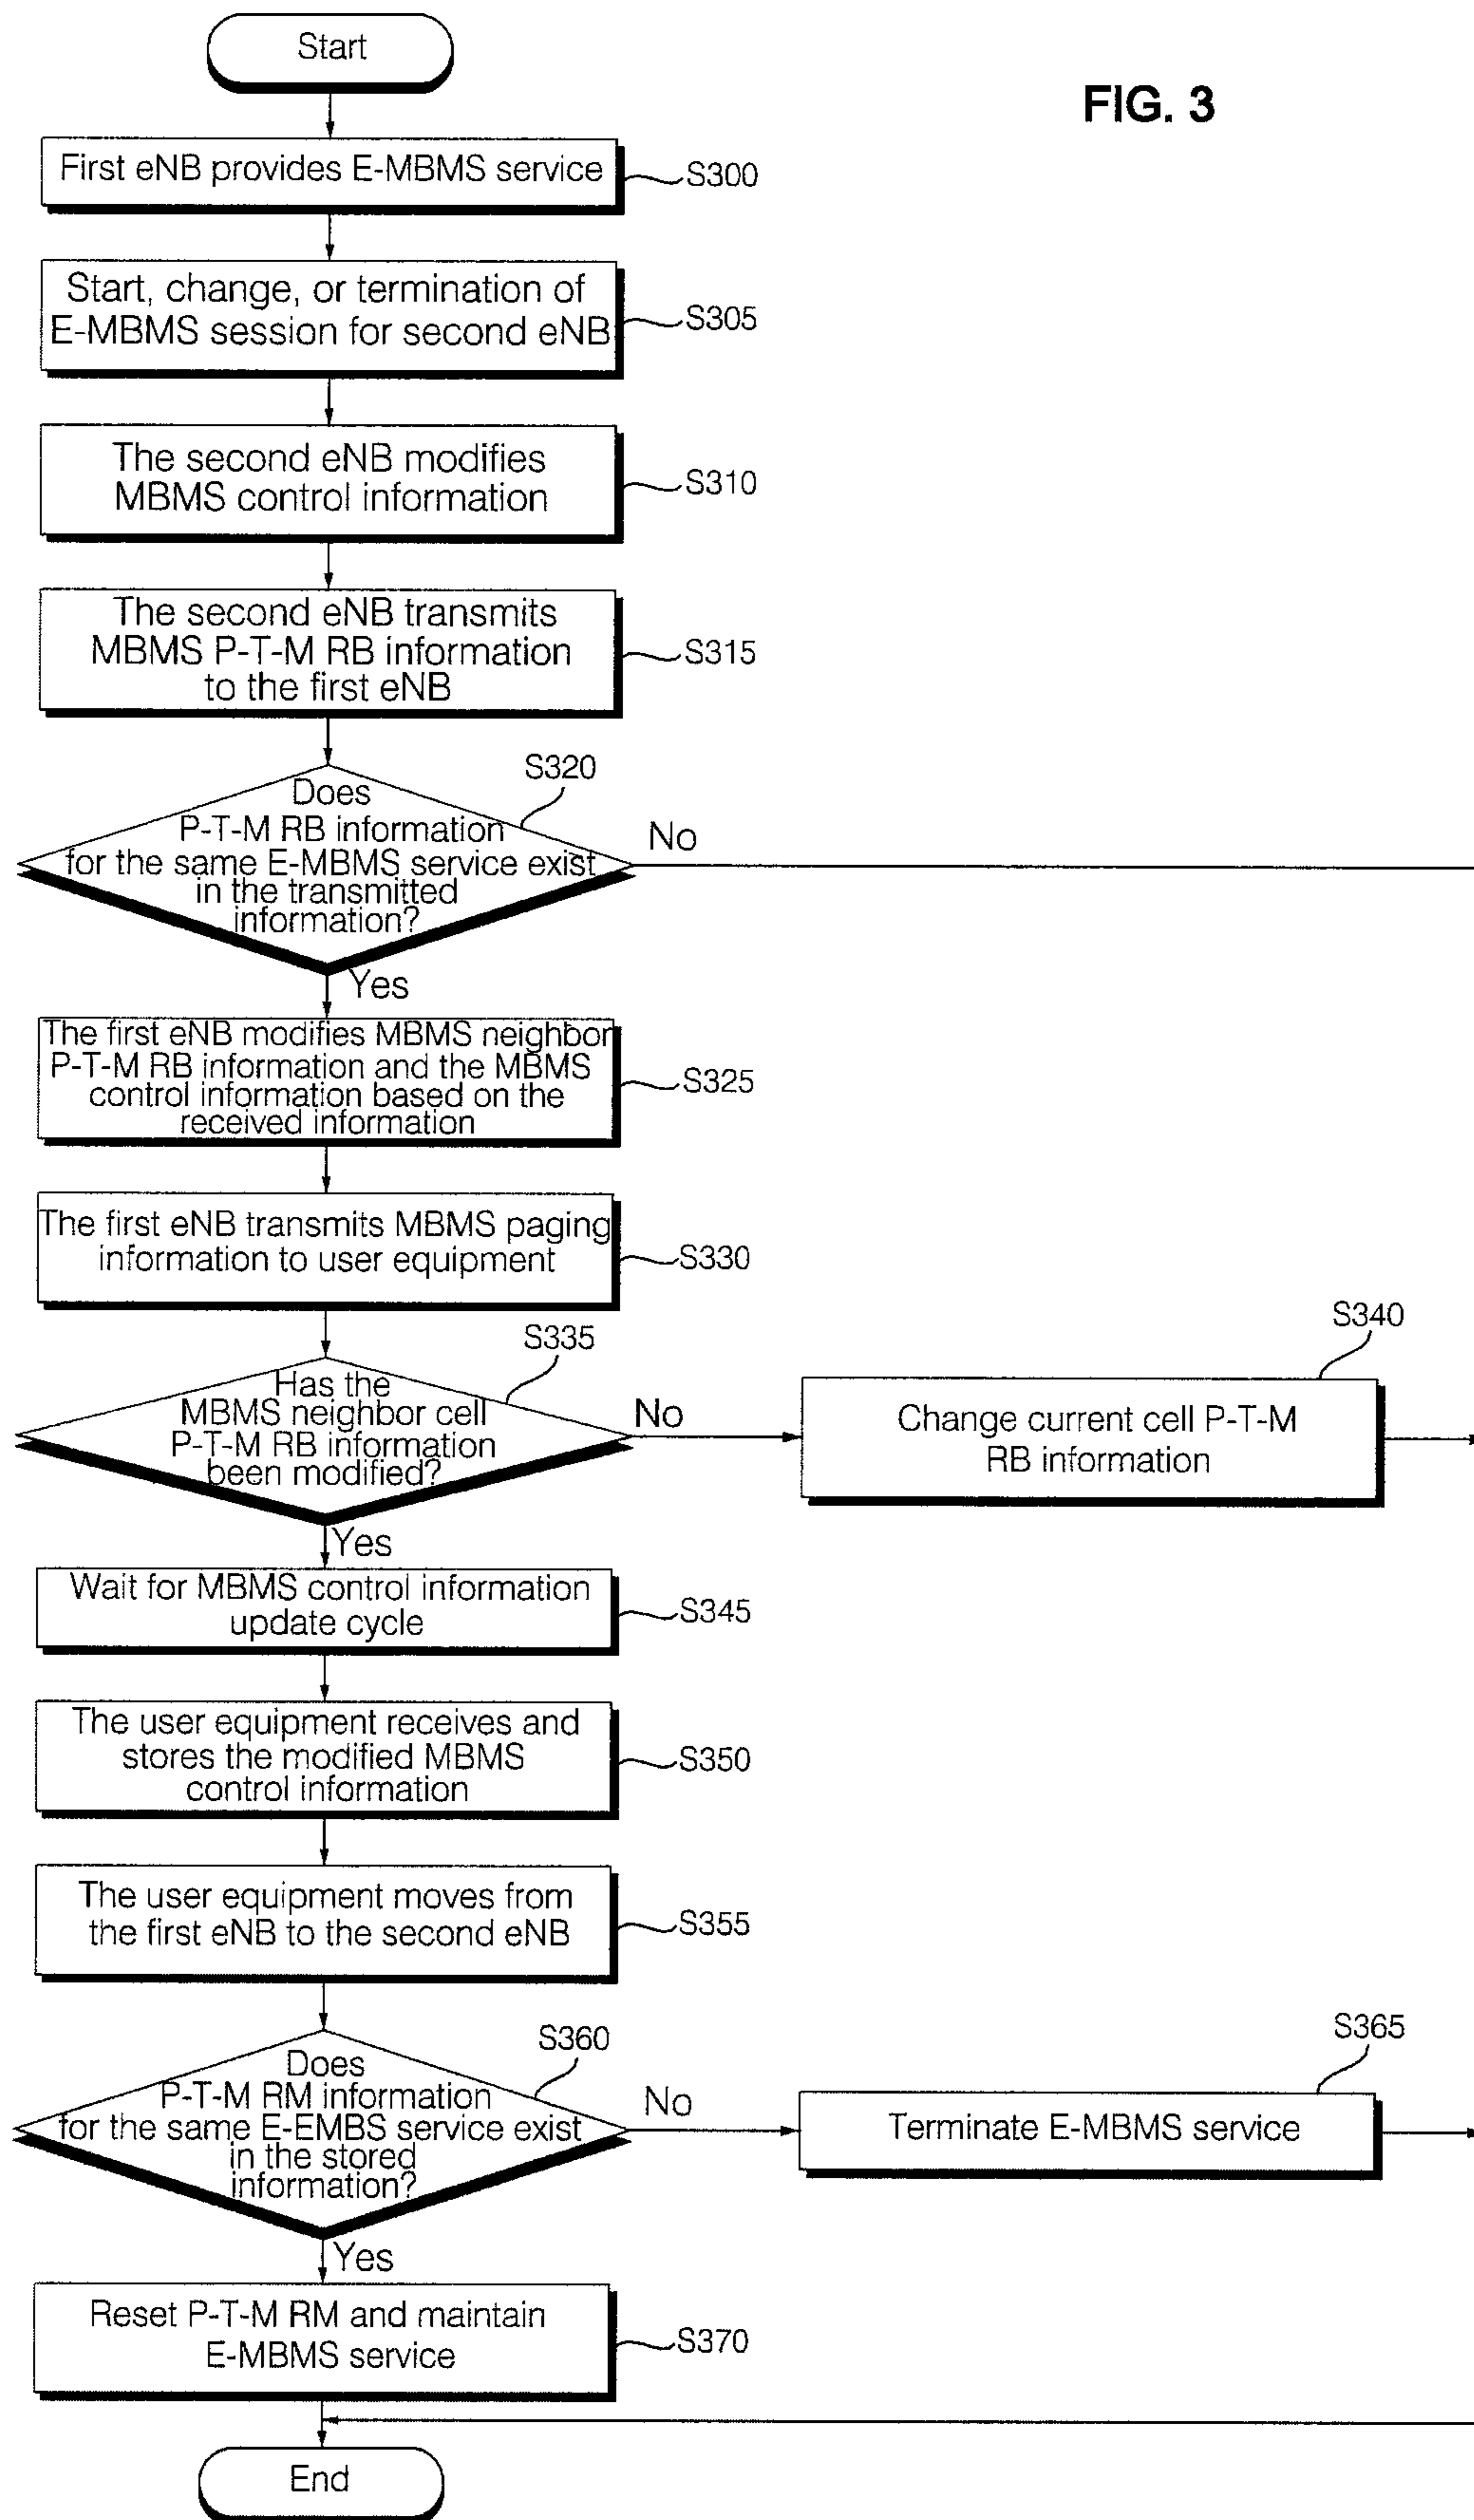 Start
FIG. 3
First eNB provides E-MBMS service
S300
Start, change, or termination of
E-MBMS session for second eNB
S305
The second eNB modifies
MBMS control information
S310
The second eNB transmits
MBMS P-T-M RB information
to the first eNB
S315
S320
Does
P-T-M RB information
for the same E-MBMS service exist
in the transmitted
information?
No
Yes
The first eNB modifies MBMS neighbor
P-T-M RB information and the MBMS
control information based on the
received information
S325
The first eNB transmits MBMS paging
information to user equipment
S330
S335
Has the
MBMS neighbor cell
P-T-M RB information
been modified?
No
S340
Change current cell P-T-M
RB information
Yes
Wait for MBMS control information
update cycle
S345
The user equipment receives and
stores the modified MBMS
control information
S350
The user equipment moves from
the first eNB to the second eNB
S355
S360
Does
P-T-M RM information
for the same E-EMBS service exist
in the stored
information?
No
S365
Terminate E-MBMS service
Yes
Reset P-T-M RM and maintain
E-MBMS service
S370
End